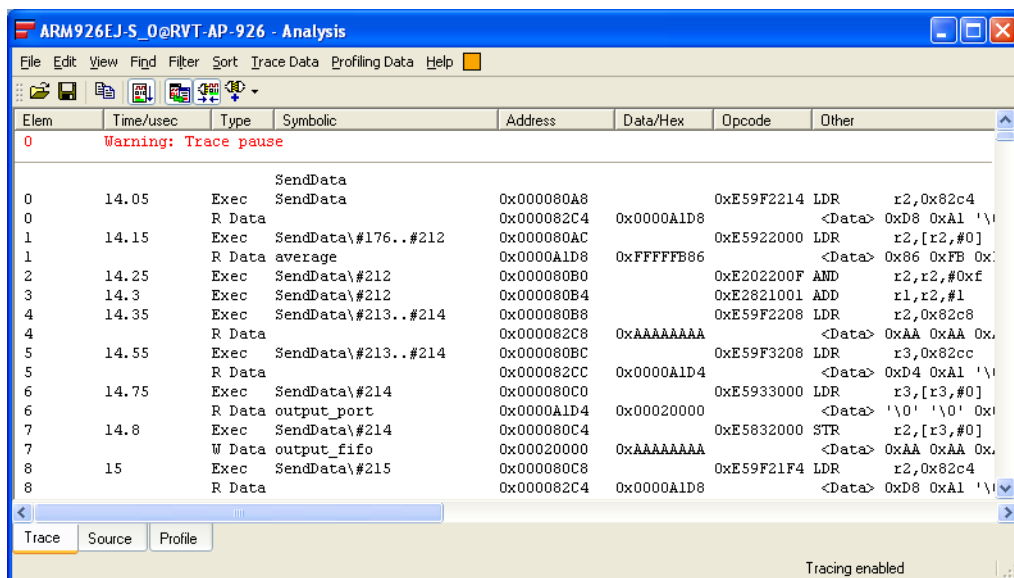 ARM926EJ-S_0@RVT-AP-926 - Analysis
File Edit View Find Filter Sort Trace Data Profiling Data Help
Elem Time/usec Type Symbolic Address Data/Hex Opcode Other
0 Warning: Trace pause
SendData
0 14.05 Exec SendData 0x000080A8 0xE59F2214 LDR r2,0x82c4
0 R Data 0x000082C4 0x0000A1D8 <Data> 0xD8 0xA1 '\
1 14.15 Exec SendData\#176..#212 0x000080AC 0xE5922000 LDR r2,[r2,#0]
1 R Data average 0x0000A1D8 0xFFFFFB86 <Data> 0x86 0xFB 0x
2 14.25 Exec SendData\#212 0x000080B0 0xE202200F AND r2,r2,#0xf
3 14.3 Exec SendData\#212 0x000080B4 0xE2821001 ADD r1,r2,#1
4 14.35 Exec SendData\#213..#214 0x000080B8 0xE59F2208 LDR r2,0x82c8
4 R Data 0x000082C8 0xAAAAAAAA <Data> 0xAA 0xAA 0x
5 14.55 Exec SendData\#213..#214 0x000080BC 0xE59F3208 LDR r3,0x82cc
5 R Data 0x000082CC 0x0000A1D4 <Data> 0xD4 0xA1 '\
6 14.75 Exec SendData\#214 0x000080C0 0xE5933000 LDR r3,[r3,#0]
6 R Data output_port 0x0000A1D4 0x00020000 <Data> '\0' '\0' 0x
7 14.8 Exec SendData\#214 0x000080C4 0xE5832000 STR r2,[r3,#0]
7 W Data output_fifo 0x00020000 0xAAAAAAAA <Data> 0xAA 0xAA 0x
8 15 Exec SendData\#215 0x000080C8 0xE59F21F4 LDR r2,0x82c4
8 R Data 0x000082C4 0x0000A1D8 <Data> 0xD8 0xA1 '\
Trace Source Profile
Tracing enabled